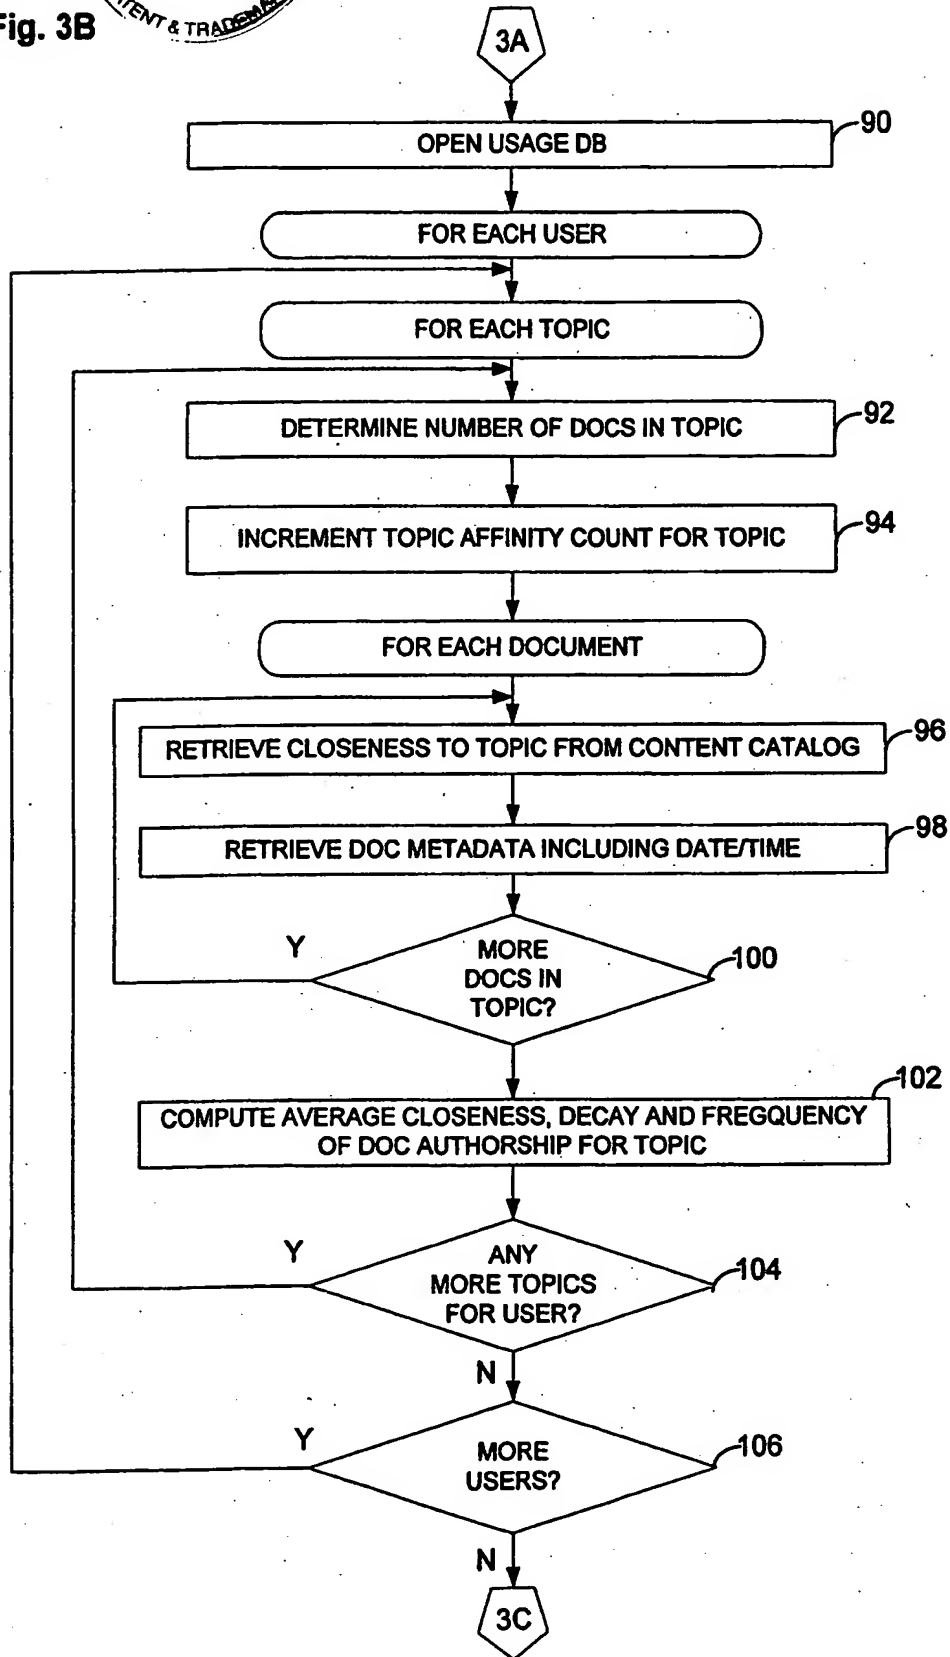 Fig. 3B
TENT & TRADEMA
3A
OPEN USAGE DB
90
FOR EACH USER
FOR EACH TOPIC
DETERMINE NUMBER OF DOCS IN TOPIC
92
INCREMENT TOPIC AFFINITY COUNT FOR TOPIC
94
FOR EACH DOCUMENT
RETRIEVE CLOSENESS TO TOPIC FROM CONTENT CATALOG
96
RETRIEVE DOC METADATA INCLUDING DATE/TIME
98
Y
MORE
DOCS IN
TOPIC?
100
102
COMPUTE AVERAGE CLOSENESS, DECAY AND FREGQUENCY
OF DOC AUTHORSHIP FOR TOPIC
Y
ANY
MORE TOPICS
FOR USER?
104
N
Y
MORE
USERS?
106
N
3C